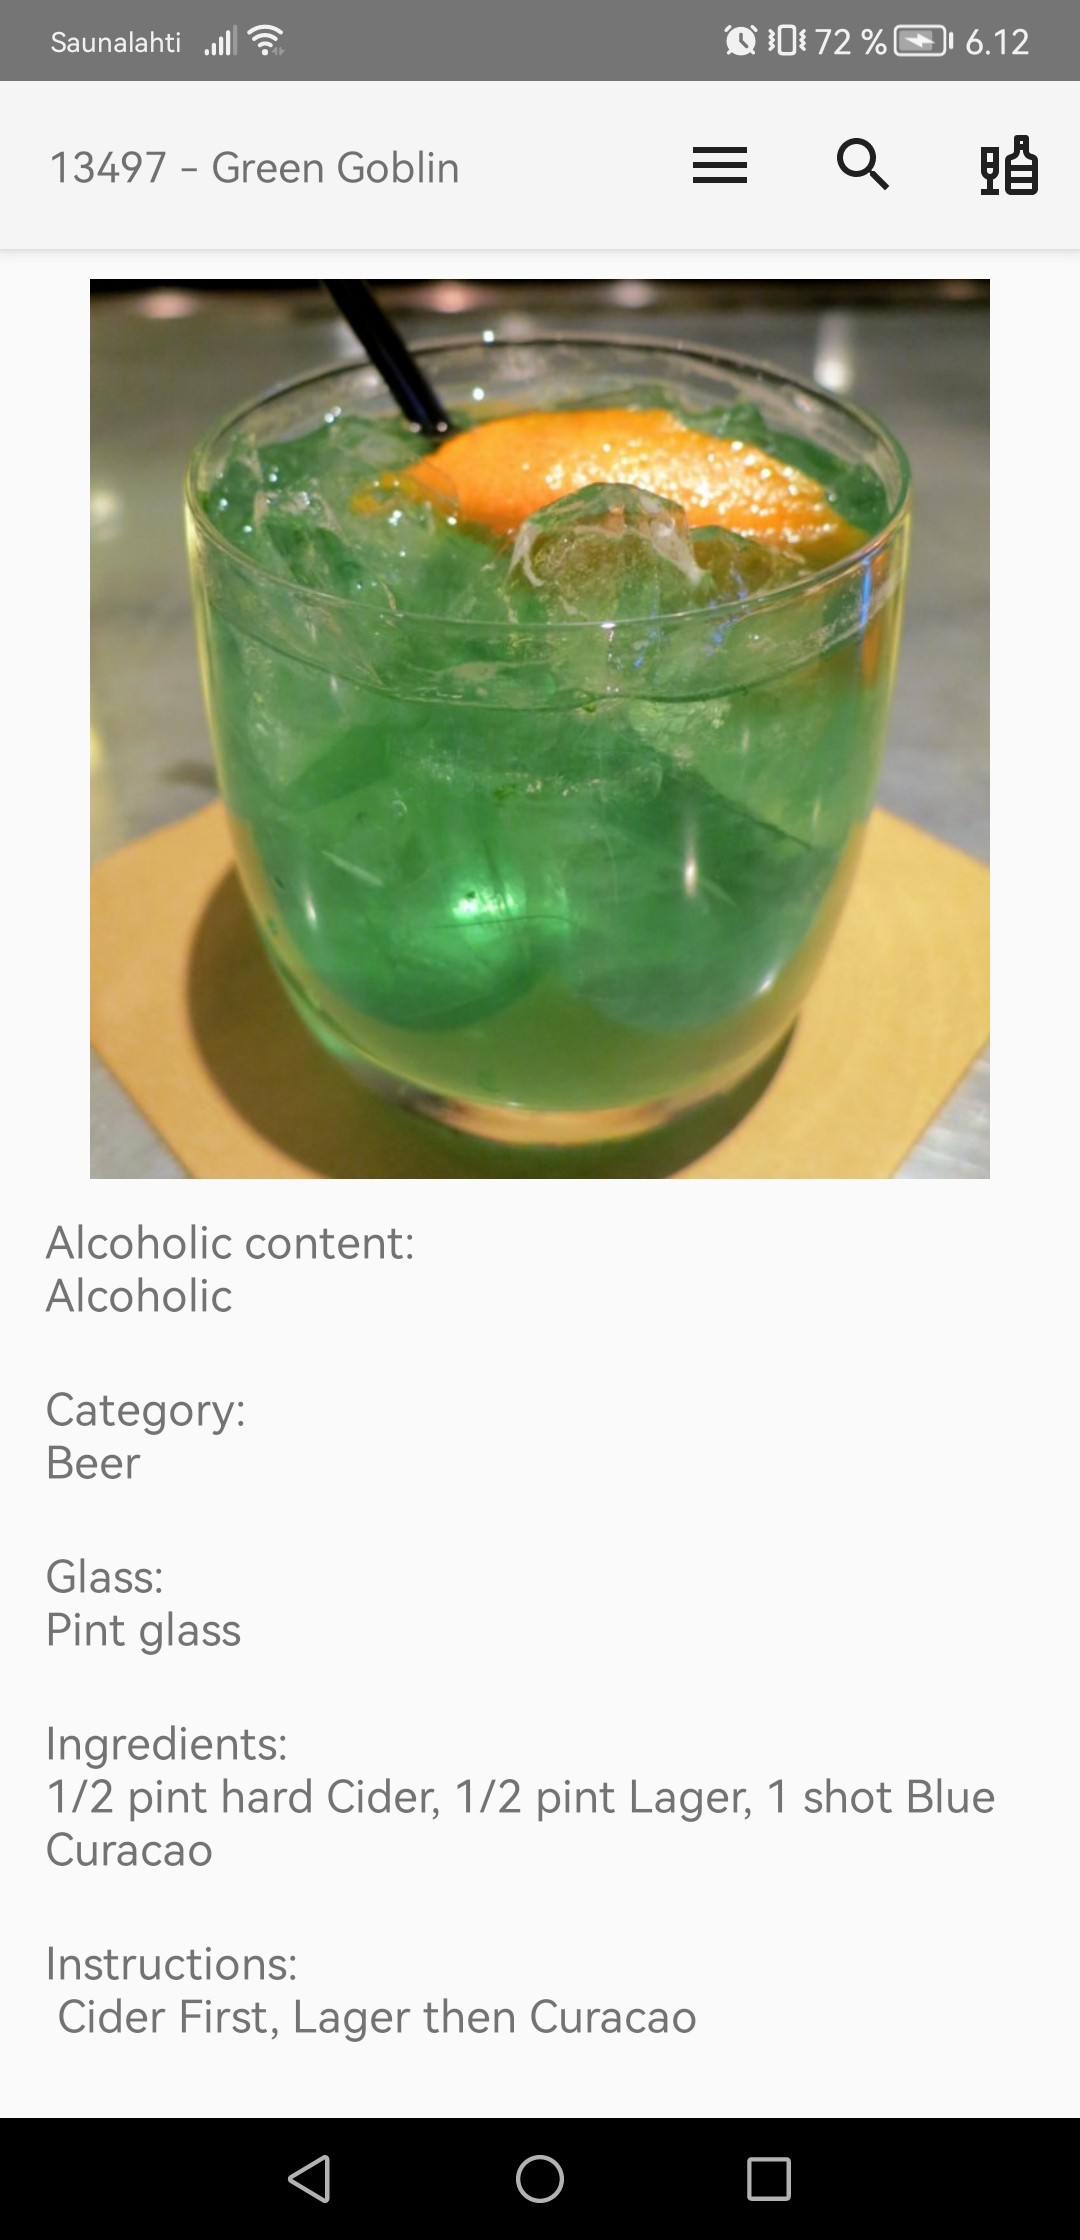 Saunalahti 72 % 6.12
13497 – Green Goblin
Alcoholic content:
Alcoholic
Category:
Beer
Glass:
Pint glass
Ingredients:
1/2 pint hard Cider, 1/2 pint Lager, 1 shot Blue
Curacao
Instructions:
Cider First, Lager then Curacao